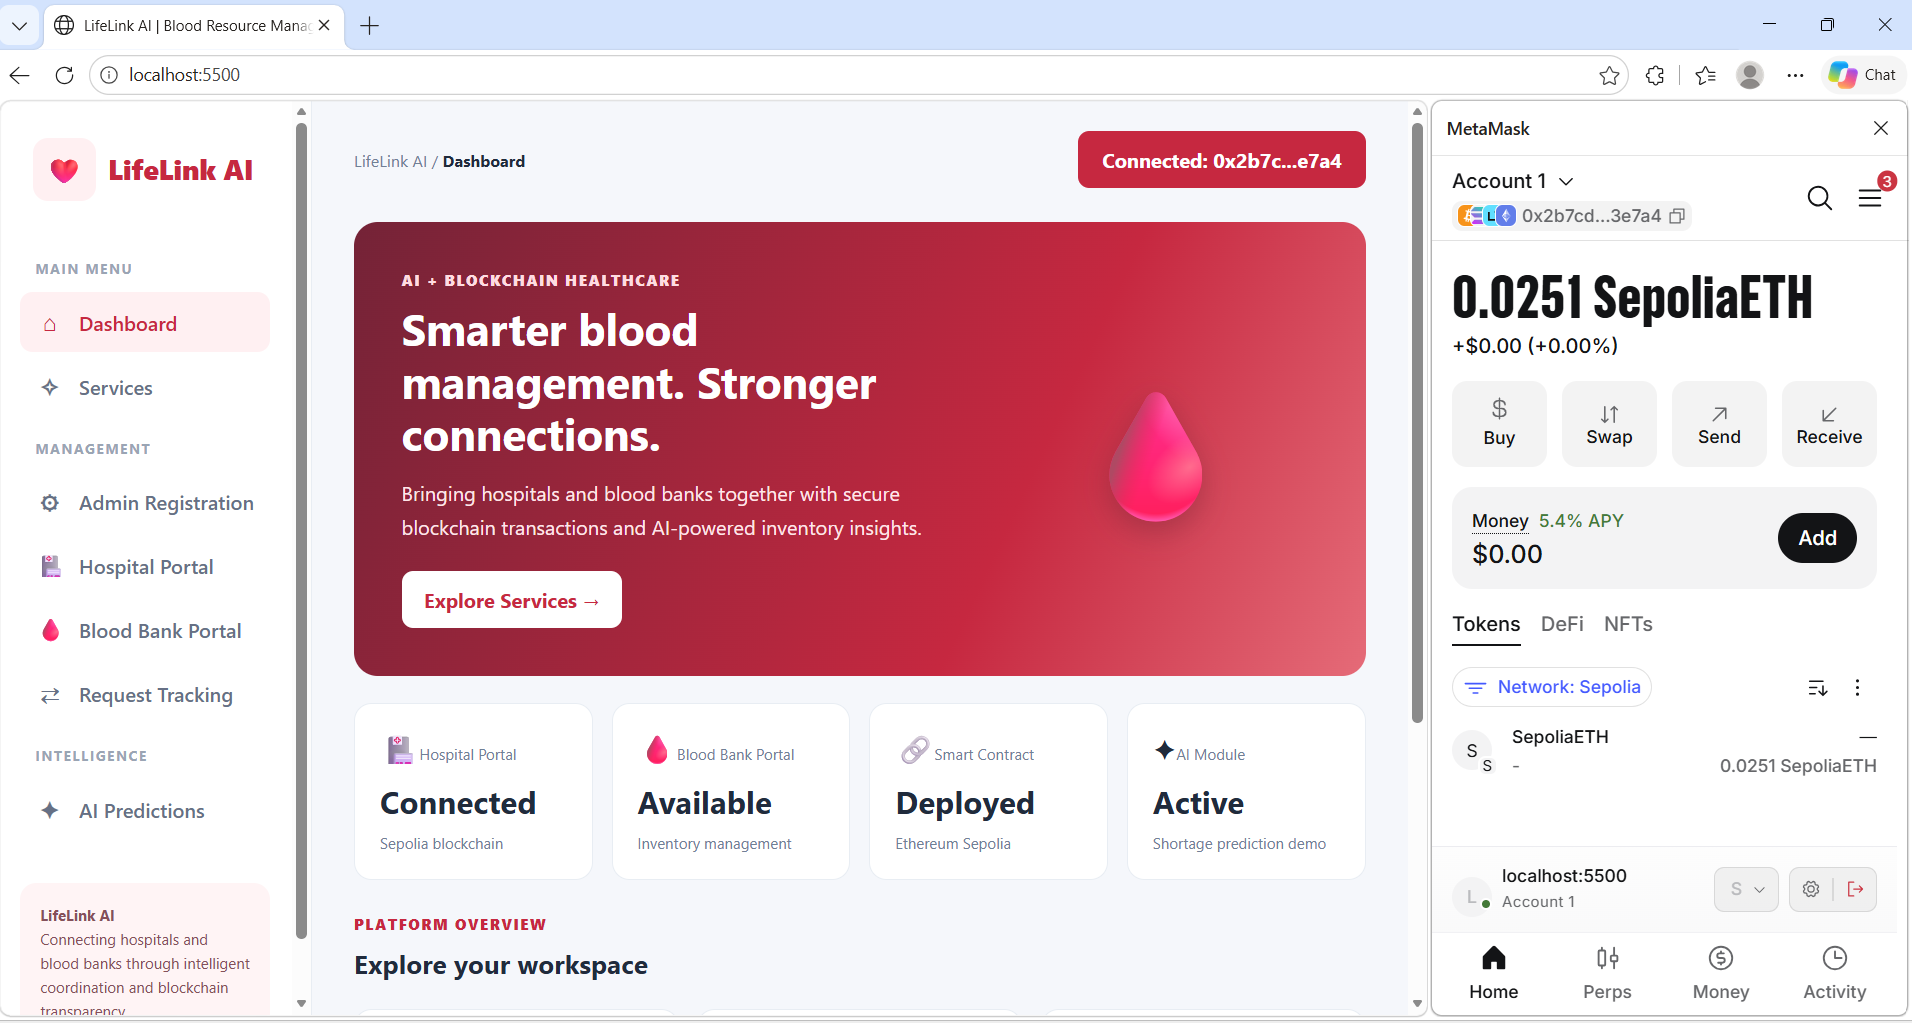 LifeLink AI | Blood Resource Mana
localhost:5500
Chat
LifeLink AI
MAIN MENU
Dashboard
Services
MANAGEMENT
Admin Registration
Hospital Portal
Blood Bank Portal
Request Tracking
INTELLIGENCE
AI Predictions
LifeLink AI
Connecting hospitals and
blood banks through intelligent
coordination and blockchain
transparency.
LifeLink AI / Dashboard
Connected: 0x2b7c...e7a4
AI + BLOCKCHAIN HEALTHCARE
Smarter blood
management. Stronger
connections.
Bringing hospitals and blood banks together with secure
blockchain transactions and AI-powered inventory insights.
Explore Services →
Hospital Portal
Connected
Sepolia blockchain
Blood Bank Portal
Available
Inventory management
Smart Contract
Deployed
Ethereum Sepolia
AI Module
Active
Shortage prediction demo
PLATFORM OVERVIEW
Explore your workspace
MetaMask
Account 1
3
L 0x2b7cd...3e7a4
0.0251 SepoliaETH
+$0.00 (+0.00%)
$
Buy
Swap
Send
Receive
Money 5.4% APY
$0.00
Add
Tokens DeFi NFTs
Network: Sepolia
S
S
SepoliaETH —
- 0.0251 SepoliaETH
L
localhost:5500
Account 1
S
Home
Perps
Money
Activity